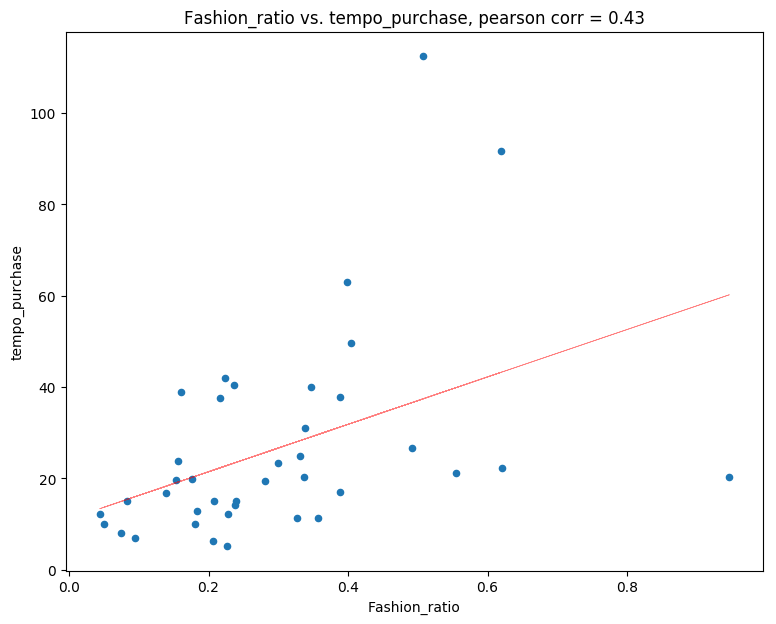 Fashion_ratio vs. tempo_purchase, pearson corr = 0.43
100
80
60
40
20
0
tempo_purchase
0.0 0.2 0.4 0.6 0.8
Fashion_ratio